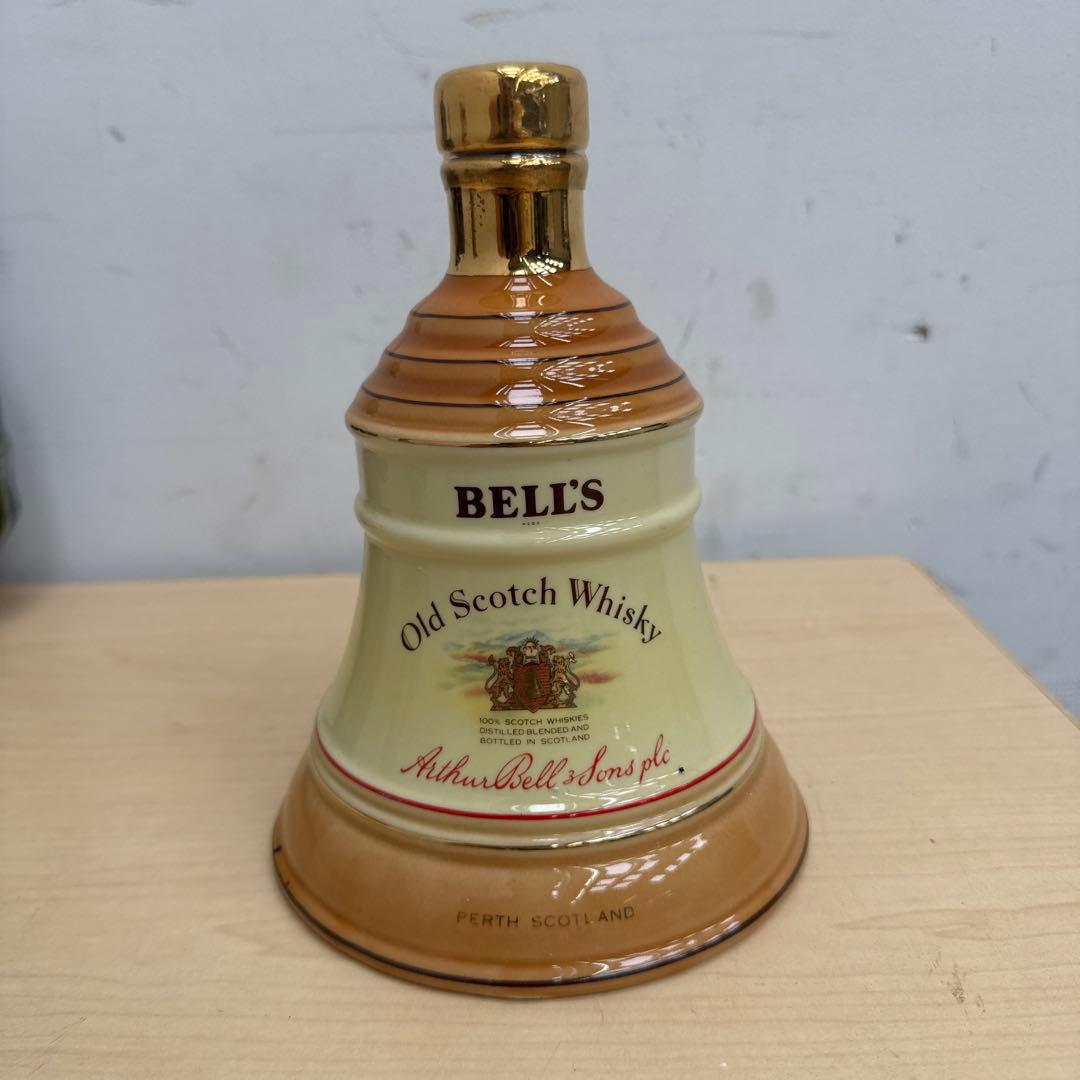 BELL'S
Old Scotch Whisky
100% SCOTCH WHISKIES
DISTILLED BLENDED AND
BOTTLED IN SCOTLAND
Arthur Bell & Sons plc
PERTH SCOTLAND